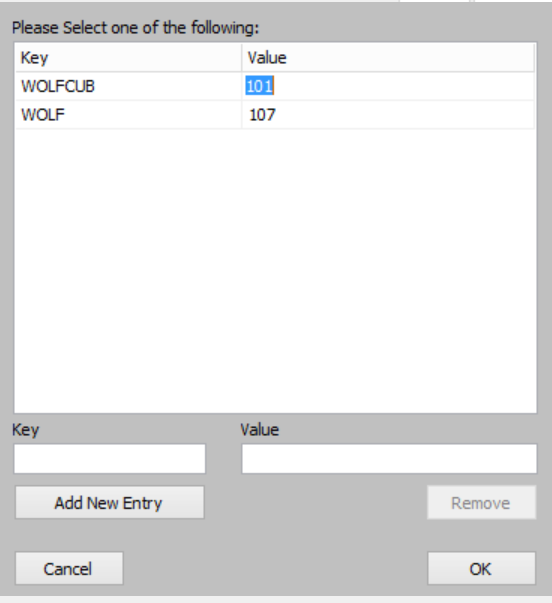 Please Select one of the following:
Key Value
WOLFCUB 101
WOLF 107
Key Value
Add New Entry Remove
Cancel OK